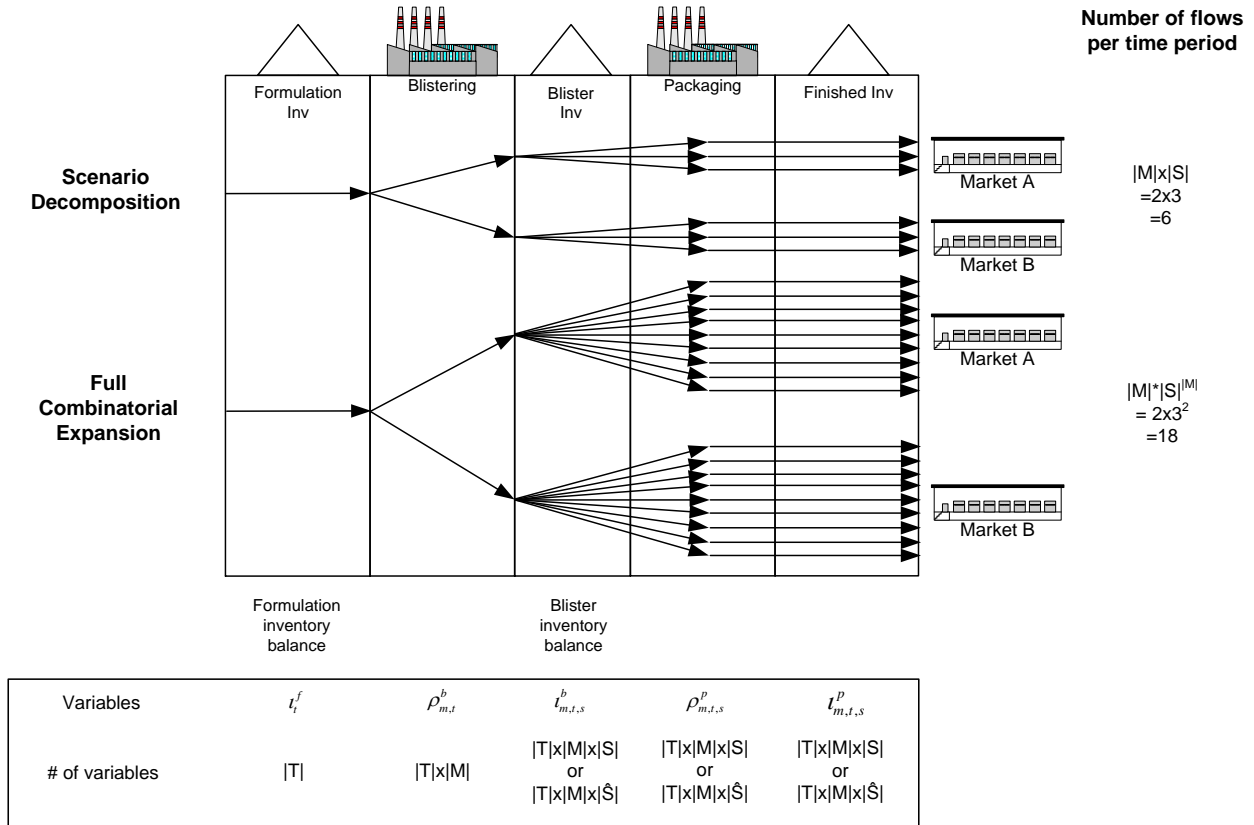 Number of flows
per time period
Formulation
Inv
Blistering
Blister
Inv
Packaging
Finished Inv
Scenario
Decomposition
Market A
|M|x|S|
=2x3
=6
Market B
Full
Combinatorial
Expansion
Market A
|M|*|S|^|M|
= 2x3²
=18
Market B
Formulation
inventory
balance
Blister
inventory
balance
Variables ι_t^f ρ_{m,t}^b ι_{m,t,s}^b ρ_{m,t,s}^p ι_{m,t,s}^p
# of variables |T| |T|x|M| |T|x|M|x|S| |T|x|M|x|S| |T|x|M|x|S|
or or or
|T|x|M|x|Ŝ| |T|x|M|x|Ŝ| |T|x|M|x|Ŝ|